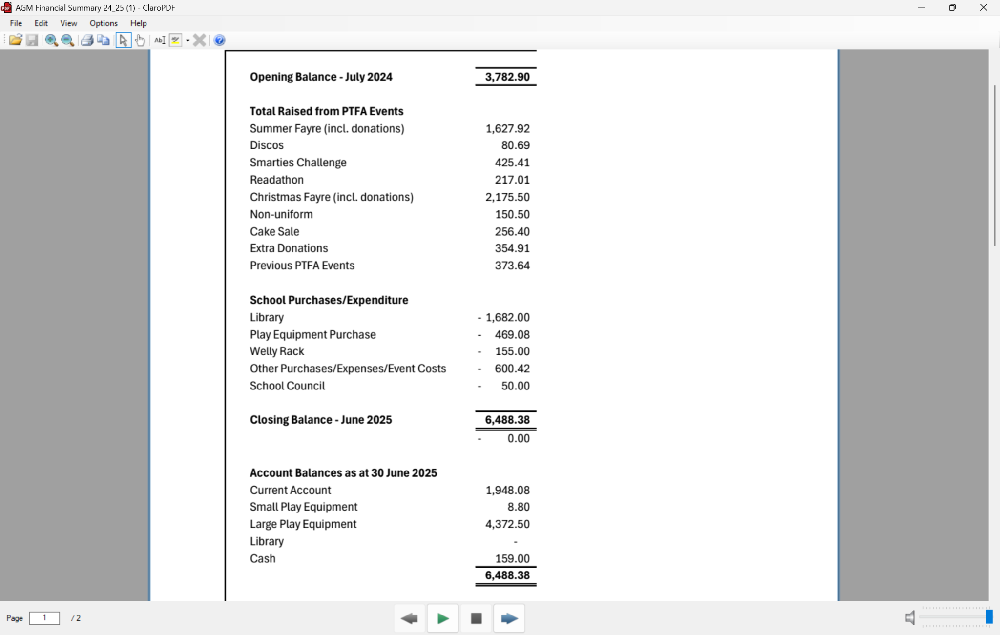 AGM Financial Summary 24_25 (1) - ClaroPDF
File Edit View Options Help
Opening Balance - July 2024 3,782.90
Total Raised from PTFA Events
Summer Fayre (incl. donations) 1,627.92
Discos 80.69
Smarties Challenge 425.41
Readathon 217.01
Christmas Fayre (incl. donations) 2,175.50
Non-uniform 150.50
Cake Sale 256.40
Extra Donations 354.91
Previous PTFA Events 373.64
School Purchases/Expenditure
Library - 1,682.00
Play Equipment Purchase - 469.08
Welly Rack - 155.00
Other Purchases/Expenses/Event Costs - 600.42
School Council - 50.00
Closing Balance - June 2025 6,488.38
- 0.00
Account Balances as at 30 June 2025
Current Account 1,948.08
Small Play Equipment 8.80
Large Play Equipment 4,372.50
Library -
Cash 159.00
6,488.38
Page 1 / 2